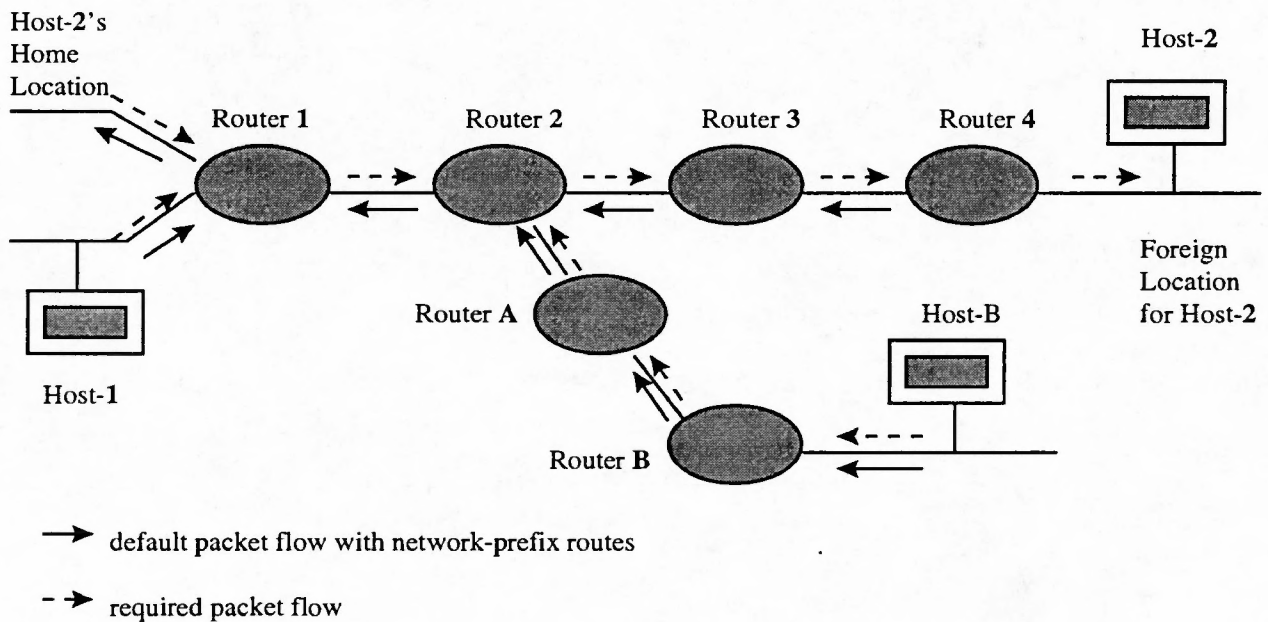 Host-2's
Home
Location
Host-2
Router 1
Router 2
Router 3
Router 4
Foreign
Location
for Host-2
Router A
Host-B
Host-1
Router B
default packet flow with network-prefix routes
required packet flow